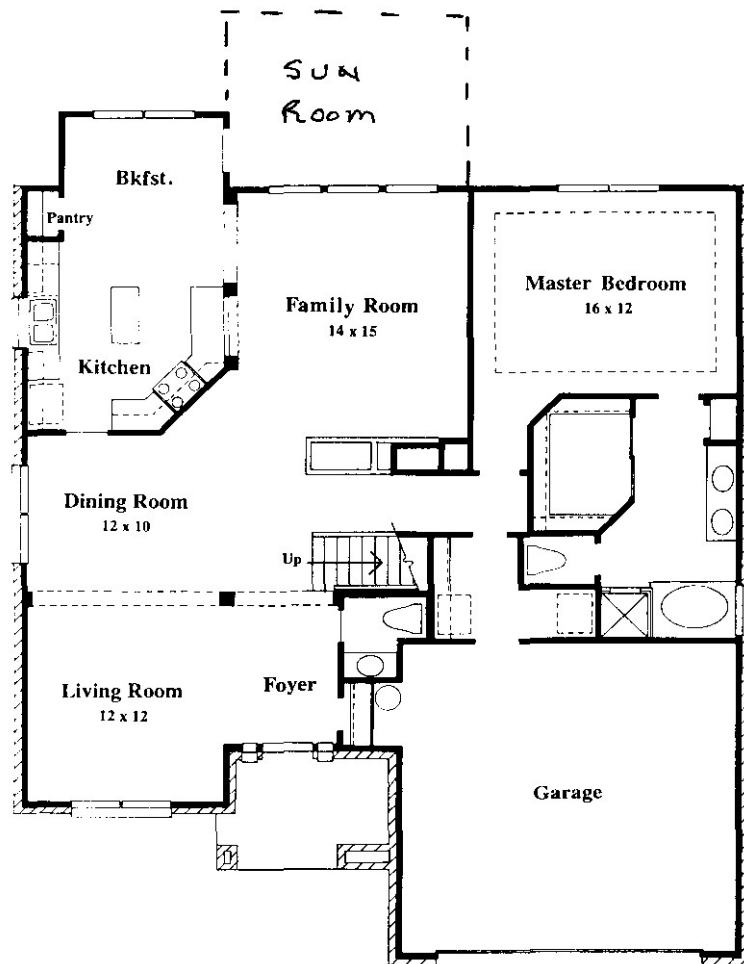 SUN
ROOM
Bkfst.
Pantry
Family Room
14 x 15
Master Bedroom
16 x 12
Kitchen
Dining Room
12 x 10
Up
Living Room
12 x 12
Foyer
Garage